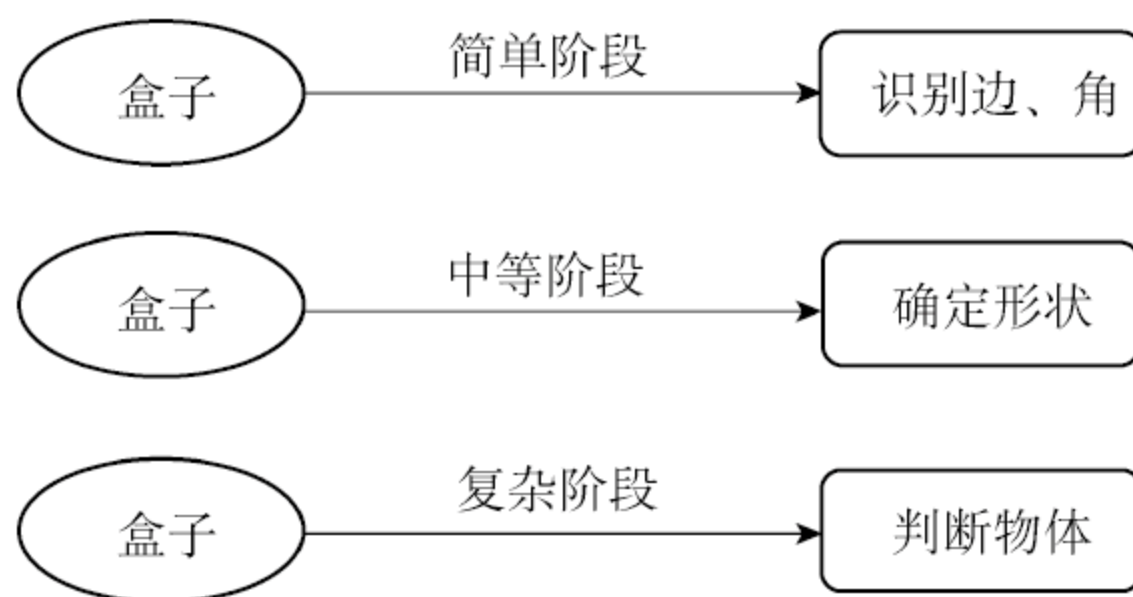 盒子
简单阶段
识别边、角
盒子
中等阶段
确定形状
盒子
复杂阶段
判断物体